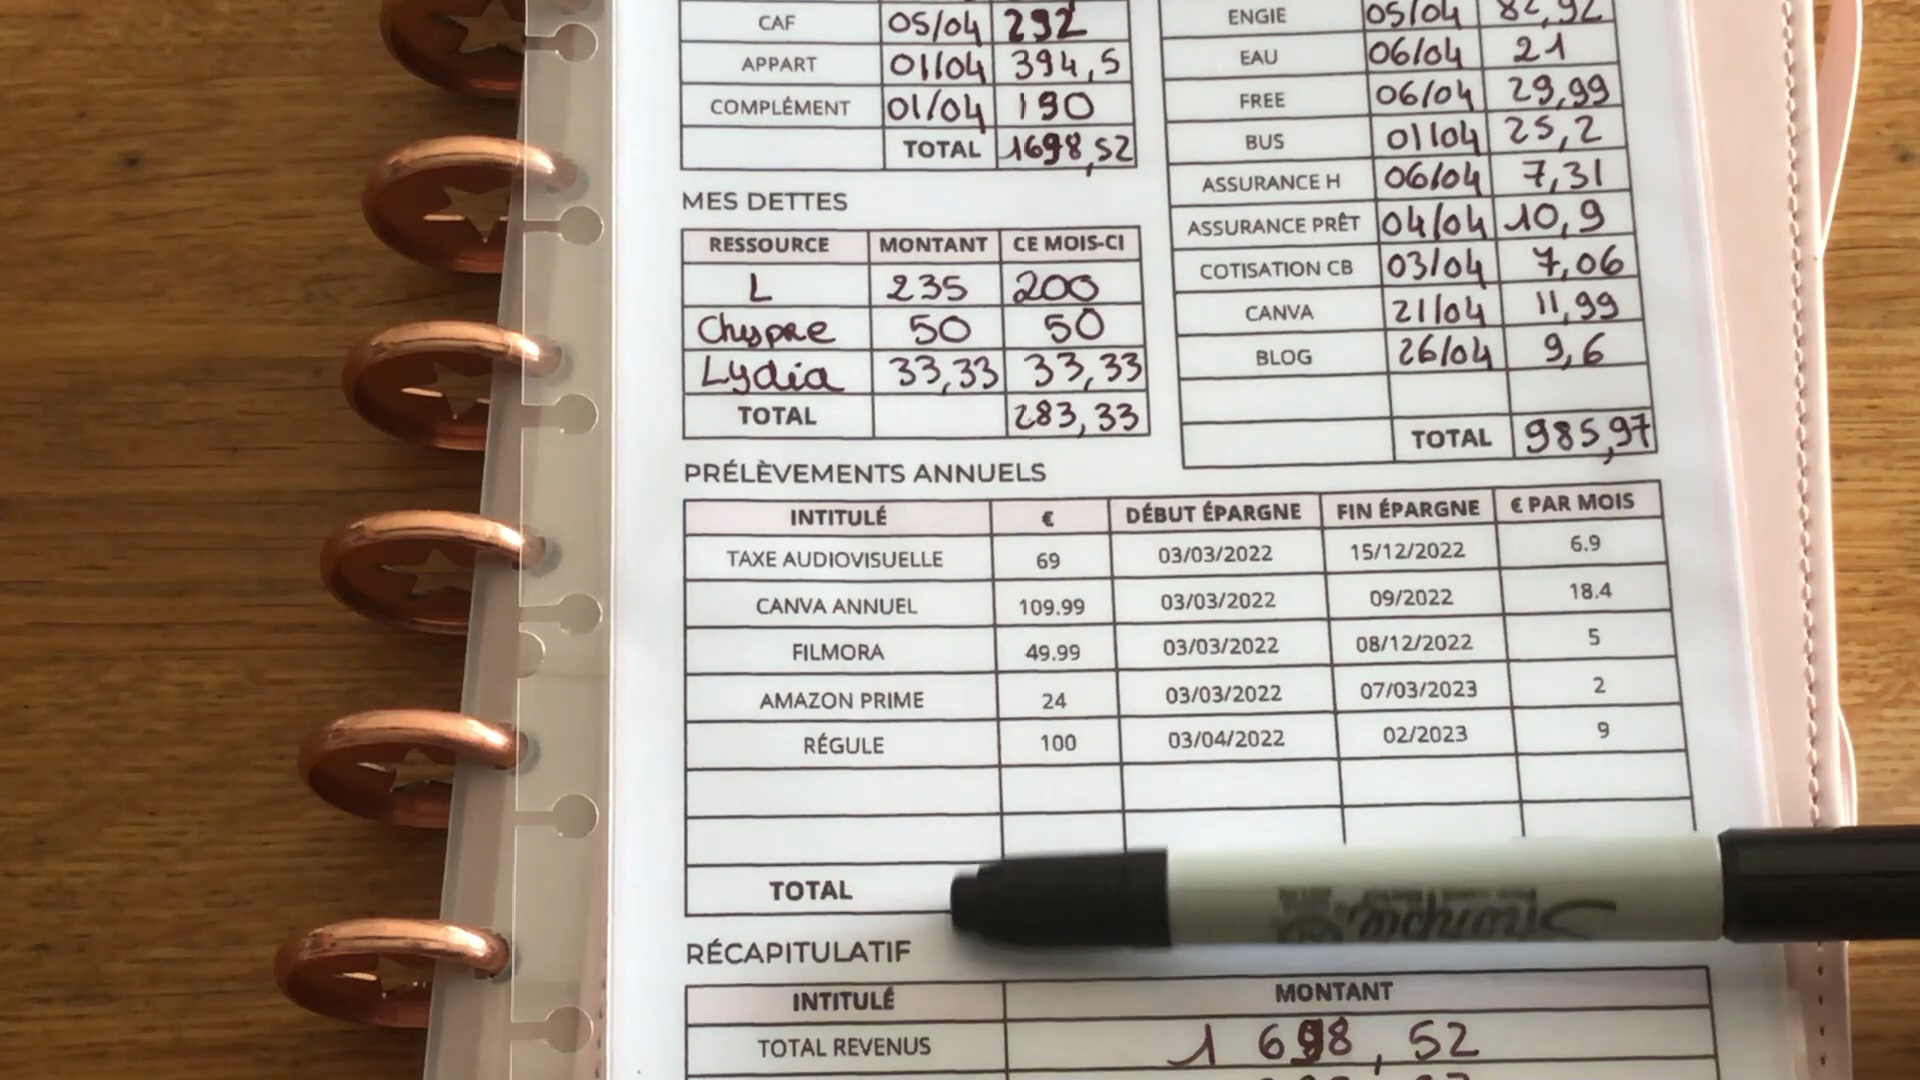 CAF 05/04 292
APPART 01/04 394,5
COMPLÉMENT 01/04 190
TOTAL 1698,52
ENGIE 05/04 82,92
EAU 06/04 21
FREE 06/04 29,99
BUS 01/04 25,2
ASSURANCE H 06/04 7,31
ASSURANCE PRÊT 04/04 10,9
COTISATION CB 03/04 7,06
CANVA 21/04 11,99
BLOG 26/04 9,6
TOTAL 985,97
MES DETTES
RESSOURCE MONTANT CE MOIS-CI
L 235 200
Chypre 50 50
Lydia 33,33 33,33
TOTAL 283,33
PRÉLÈVEMENTS ANNUELS
INTITULÉ € DÉBUT ÉPARGNE FIN ÉPARGNE € PAR MOIS
TAXE AUDIOVISUELLE 69 03/03/2022 15/12/2022 6.9
CANVA ANNUEL 109.99 03/03/2022 09/2022 18.4
FILMORA 49.99 03/03/2022 08/12/2022 5
AMAZON PRIME 24 03/03/2022 07/03/2023 2
RÉGULE 100 03/04/2022 02/2023 9
TOTAL
Sharpie
RÉCAPITULATIF
INTITULÉ MONTANT
TOTAL REVENUS 1 698,52